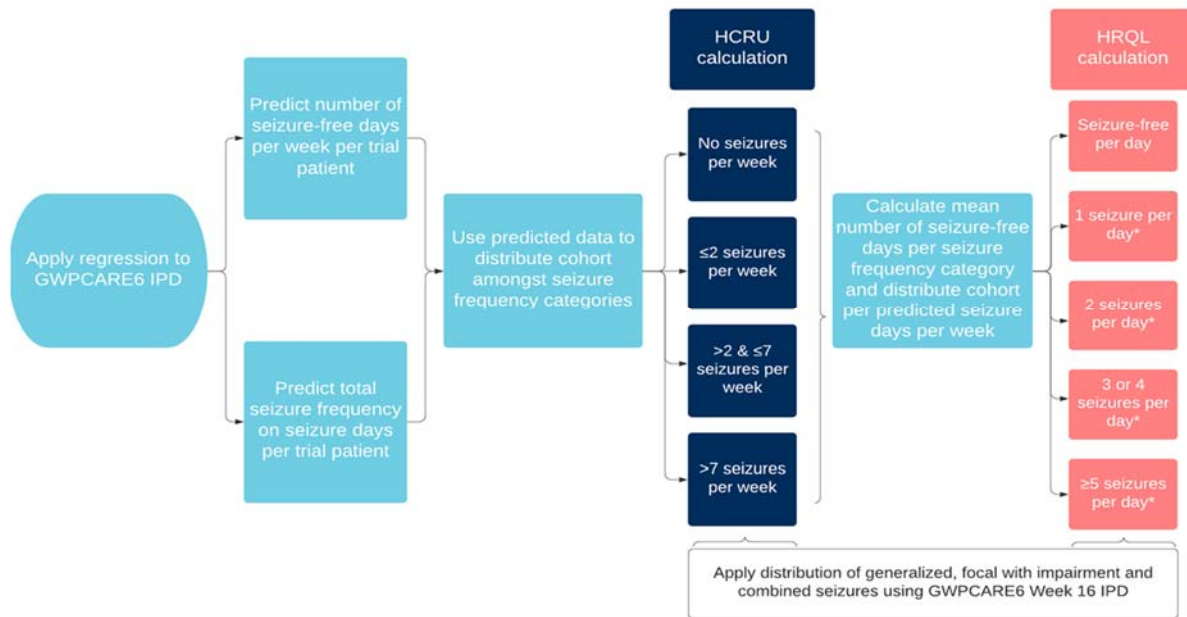 Apply regression to
GWPCARE6 IPD
Predict number of
seizure-free days
per week per trial
patient
Predict total
seizure frequency
on seizure days
per trial patient
Use predicted data to
distribute cohort
amongst seizure
frequency categories
HCRU
calculation
No seizures
per week
≤2 seizures
per week
>2 & ≤7
seizures per
week
>7 seizures
per week
Calculate mean
number of seizure-free
days per seizure
frequency category
and distribute cohort
per predicted seizure
days per week
HRQL
calculation
Seizure-free
per day
1 seizure per
day*
2 seizures
per day*
3 or 4
seizures per
day*
≥5 seizures
per day*
Apply distribution of generalized, focal with impairment and
combined seizures using GWPCARE6 Week 16 IPD